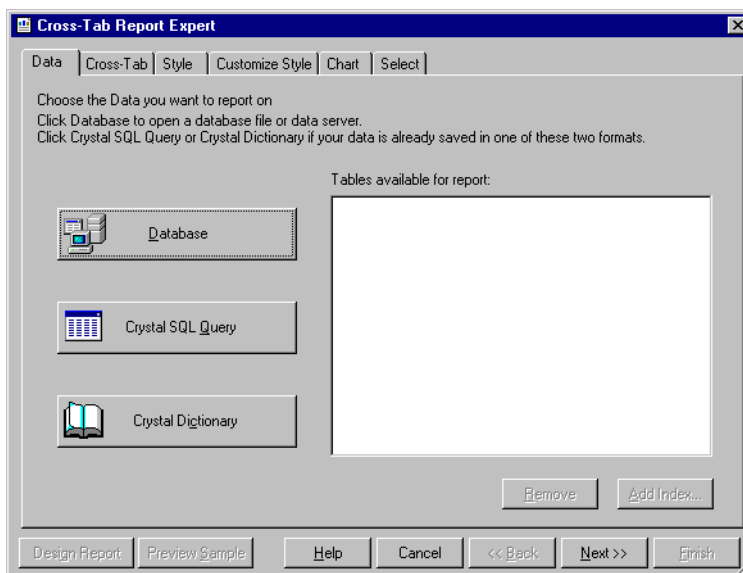 Cross-Tab Report Expert
Data Cross-Tab Style Customize Style Chart Select
Choose the Data you want to report on
Click Database to open a database file or data server.
Click Crystal SQL Query or Crystal Dictionary if your data is already saved in one of these two formats.
Tables available for report:
Database
Crystal SQL Query
Crystal Dictionary
Remove Add Index...
Design Report Preview Sample Help Cancel << Back Next >> Finish